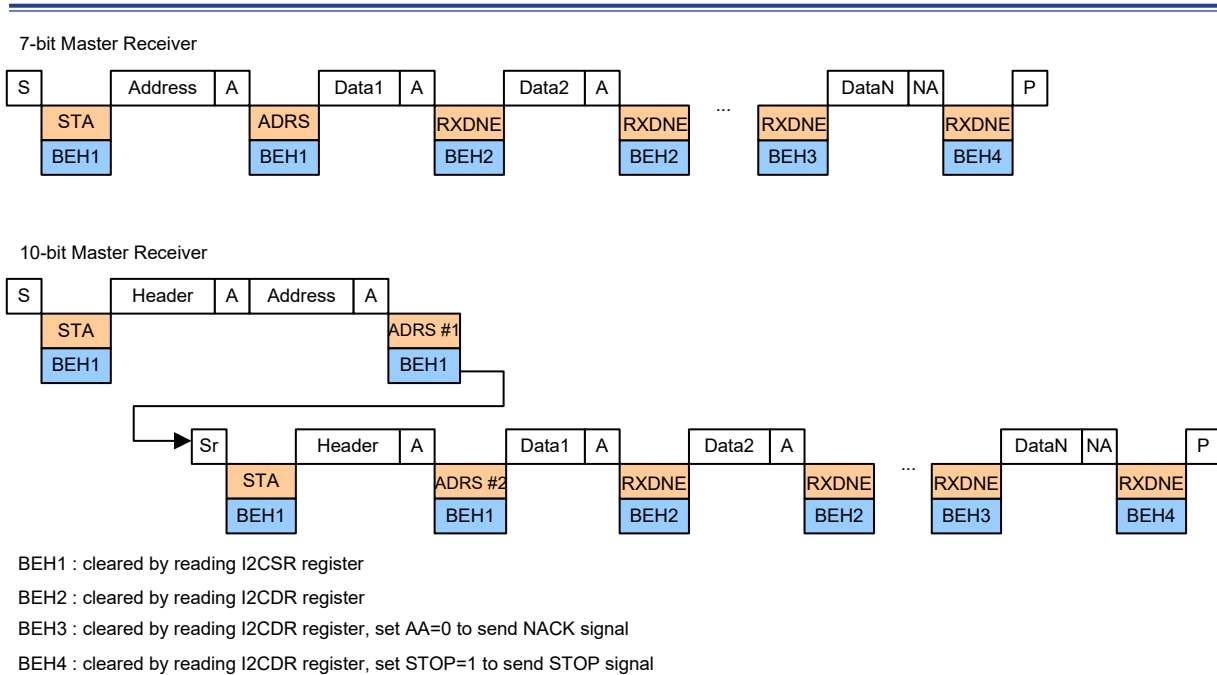 7-bit Master Receiver
S Address A Data1 A Data2 A ... DataN NA P
STA ADRS RXDNE RXDNE RXDNE RXDNE
BEH1 BEH1 BEH2 BEH2 BEH3 BEH4
10-bit Master Receiver
S Header A Address A
STA ADRS #1
BEH1 BEH1
Sr Header A Data1 A Data2 A ... DataN NA P
STA ADRS #2 RXDNE RXDNE RXDNE RXDNE
BEH1 BEH1 BEH2 BEH2 BEH3 BEH4
BEH1 : cleared by reading I2CSR register
BEH2 : cleared by reading I2CDR register
BEH3 : cleared by reading I2CDR register, set AA=0 to send NACK signal
BEH4 : cleared by reading I2CDR register, set STOP=1 to send STOP signal